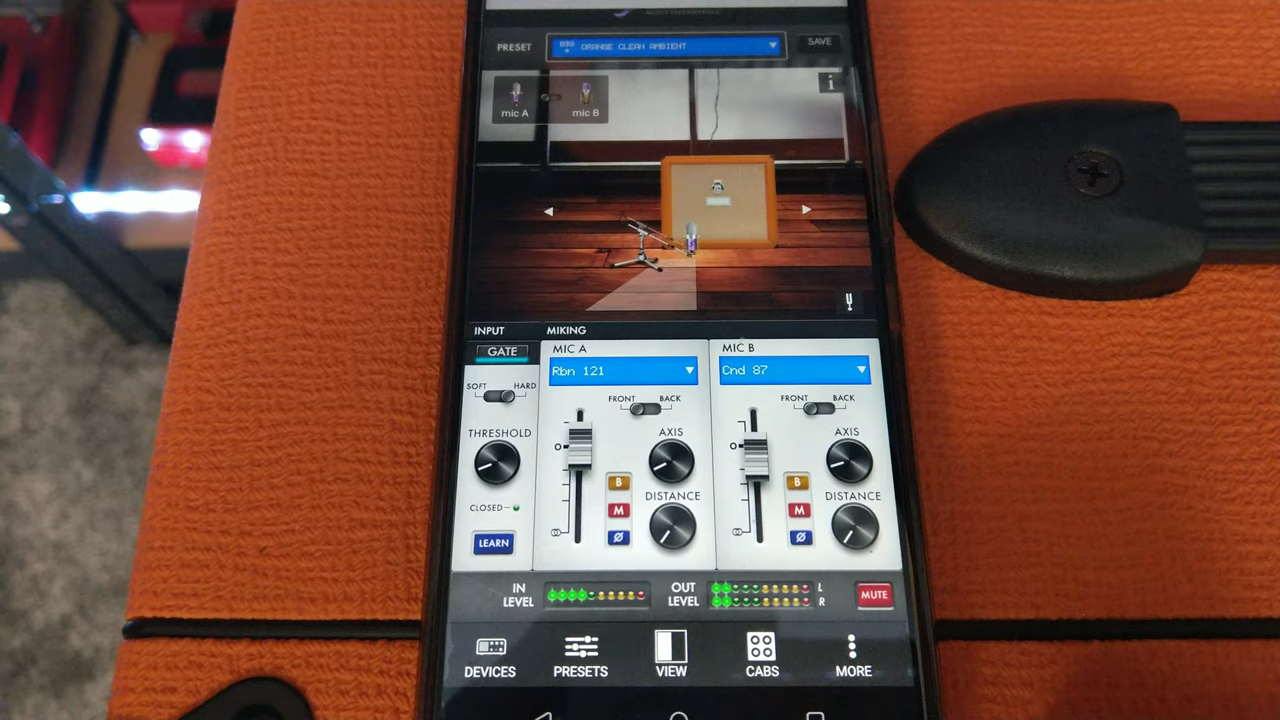 PRESET
039 ORANGE CLEAN AMBIENT
SAVE
mic A
mic B
i
INPUT
MIKING
GATE
MIC A
MIC B
Rbn 121
Cnd 87
SOFT
HARD
FRONT
BACK
FRONT
BACK
THRESHOLD
AXIS
AXIS
B
B
DISTANCE
DISTANCE
CLOSED
M
M
LEARN
Ø
Ø
IN LEVEL
OUT LEVEL
L
R
MUTE
DEVICES
PRESETS
VIEW
CABS
MORE